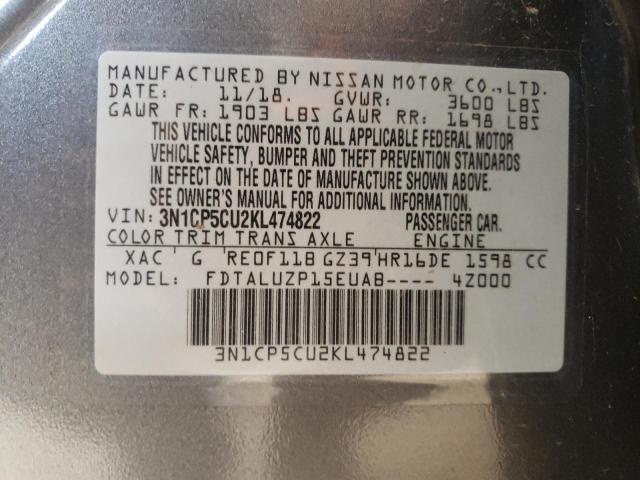 MANUFACTURED BY NISSAN MOTOR CO.,LTD.
DATE: 11/18. GVWR: 3600 LBS
GAWR FR: 1903 LBS GAWR RR: 1698 LBS
THIS VEHICLE CONFORMS TO ALL APPLICABLE FEDERAL MOTOR
VEHICLE SAFETY, BUMPER AND THEFT PREVENTION STANDARDS
IN EFFECT ON THE DATE OF MANUFACTURE SHOWN ABOVE.
SEE OWNER'S MANUAL FOR ADDITIONAL INFORMATION.
VIN: 3N1CP5CU2KL474822 PASSENGER CAR.
COLOR TRIM TRANS AXLE ENGINE
XAC G RE0F11B GZ39 HR16DE 1598 CC
MODEL: FDTALUZP15EUAB---- 4Z000
3N1CP5CU2KL474822